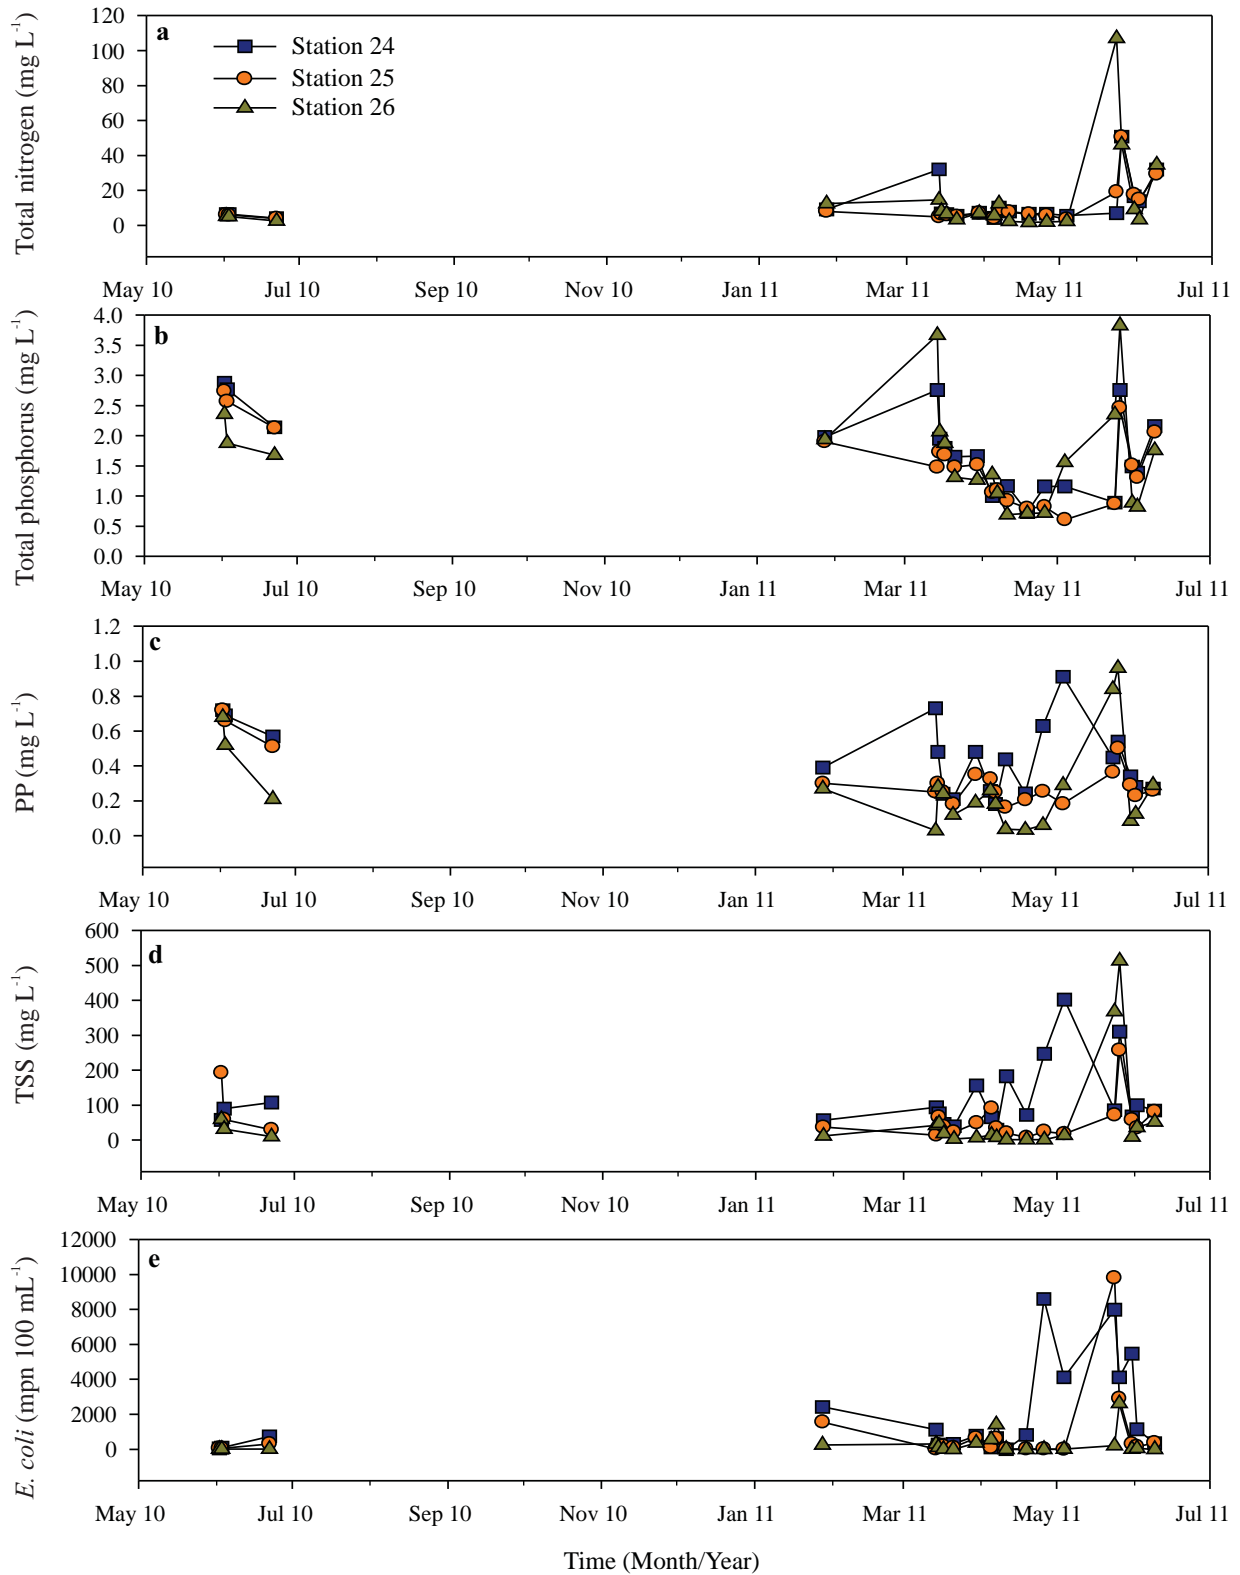 a
Total nitrogen (mg L-1)
120
100
80
60
40
20
0
Station 24
Station 25
Station 26
May 10 Jul 10 Sep 10 Nov 10 Jan 11 Mar 11 May 11 Jul 11
b
Total phosphorus (mg L-1)
4.0
3.5
3.0
2.5
2.0
1.5
1.0
0.5
0.0
May 10 Jul 10 Sep 10 Nov 10 Jan 11 Mar 11 May 11 Jul 11
c
PP (mg L-1)
1.2
1.0
0.8
0.6
0.4
0.2
0.0
May 10 Jul 10 Sep 10 Nov 10 Jan 11 Mar 11 May 11 Jul 11
d
TSS (mg L-1)
600
500
400
300
200
100
0
May 10 Jul 10 Sep 10 Nov 10 Jan 11 Mar 11 May 11 Jul 11
e
E. coli (mpn 100 mL-1)
12000
10000
8000
6000
4000
2000
0
May 10 Jul 10 Sep 10 Nov 10 Jan 11 Mar 11 May 11 Jul 11
Time (Month/Year)